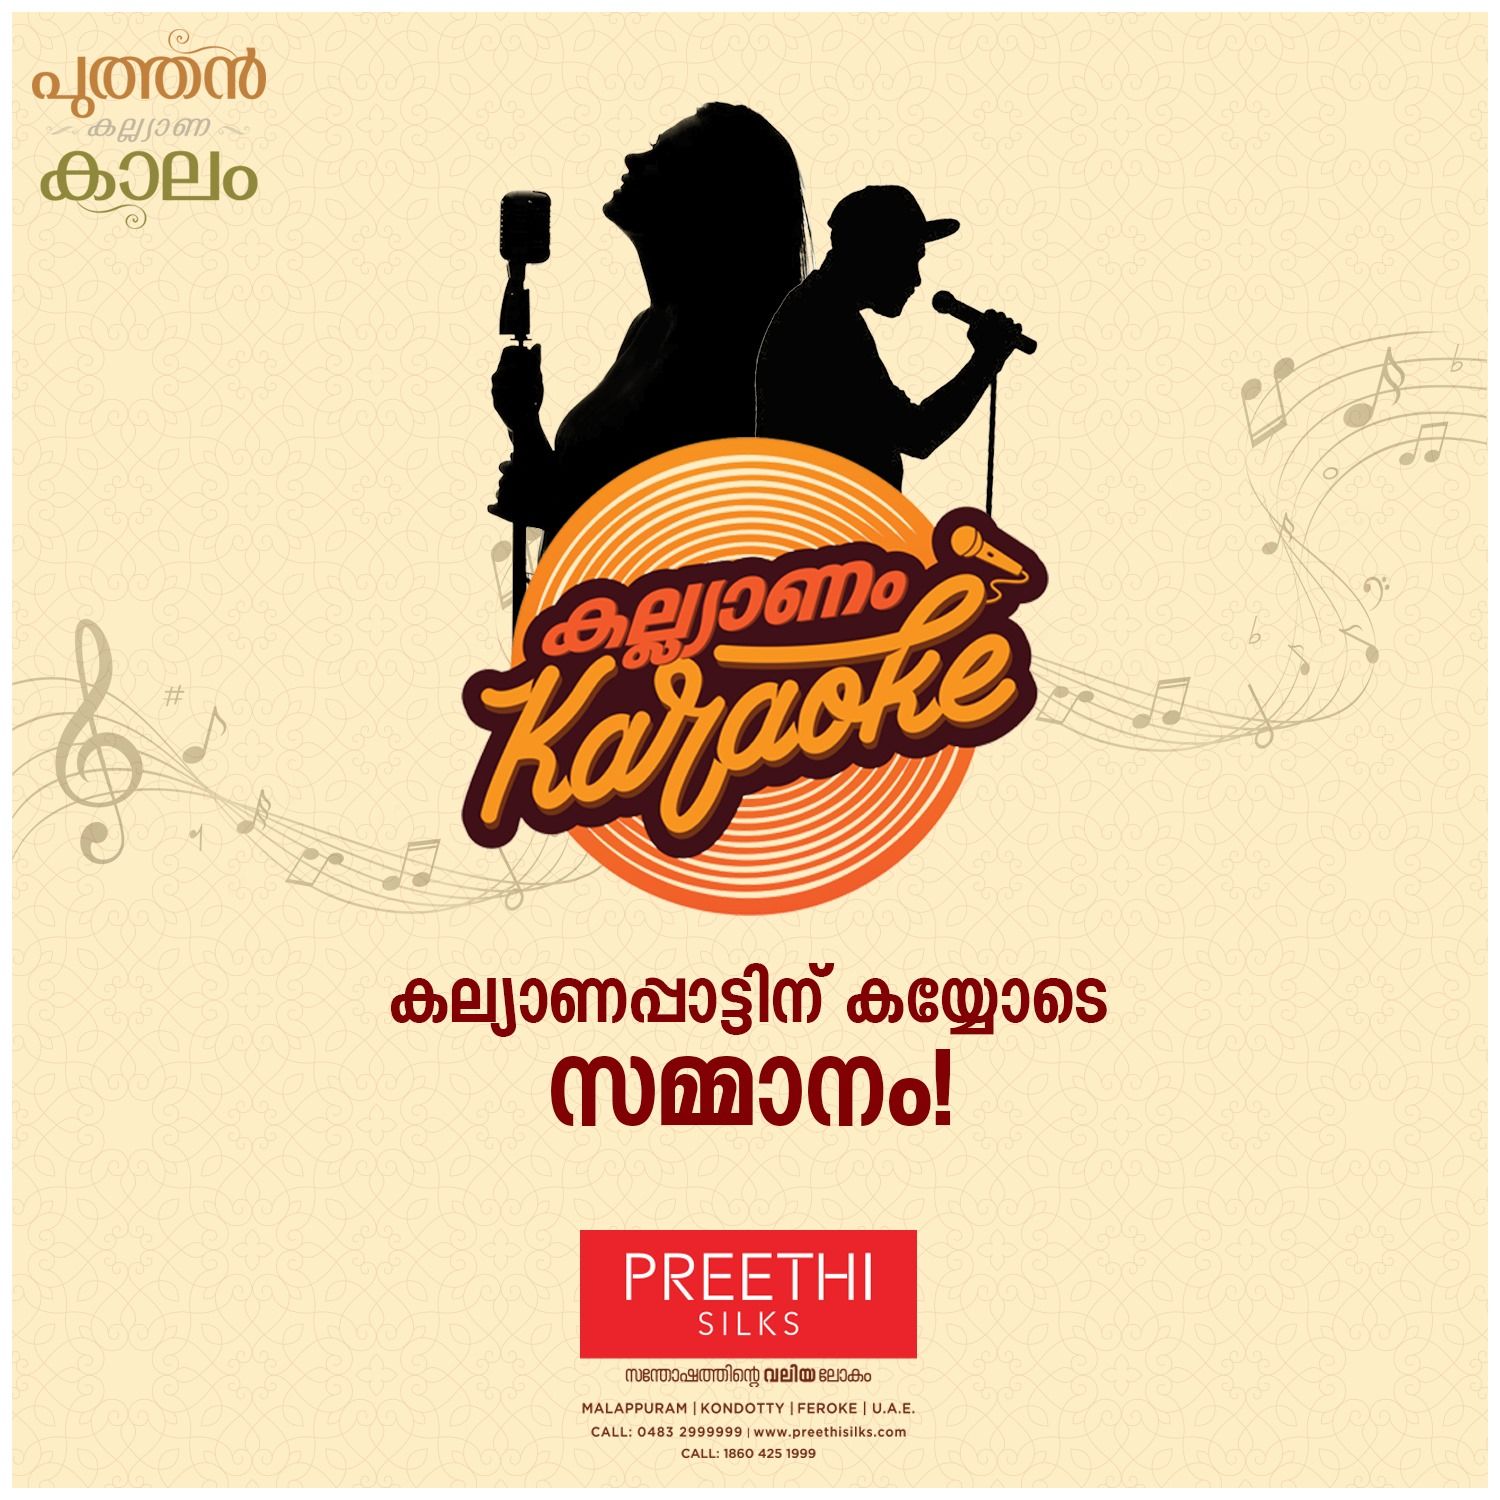 പുത്തൻ
കല്ല്യാണ
കാലം
കല്ല്യാണം
Karaoke
കല്യാണപ്പാട്ടിന് കയ്യോടെ
സമ്മാനം!
PREETHI
SILKS
സന്തോഷത്തിന്റെ വലിയ ലോകം
MALAPPURAM | KONDOTTY | FEROKE | U.A.E.
CALL: 0483 2999999 | www.preethisilks.com
CALL: 1860 425 1999